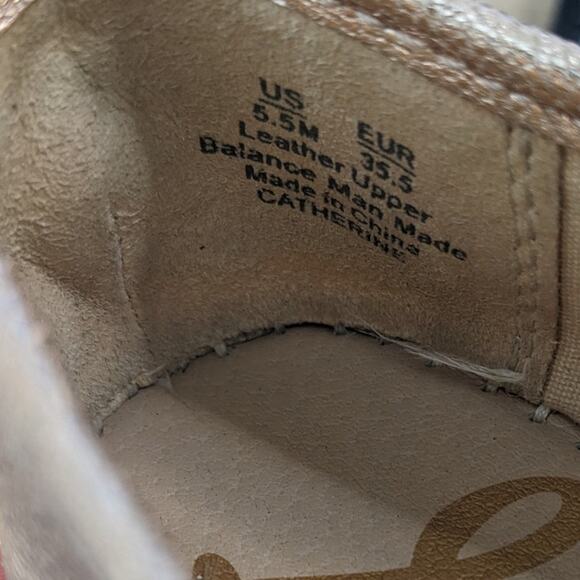 US EUR
5.5M 35.5
Leather Upper
Balance Man Made
Made in China
CATHERINE